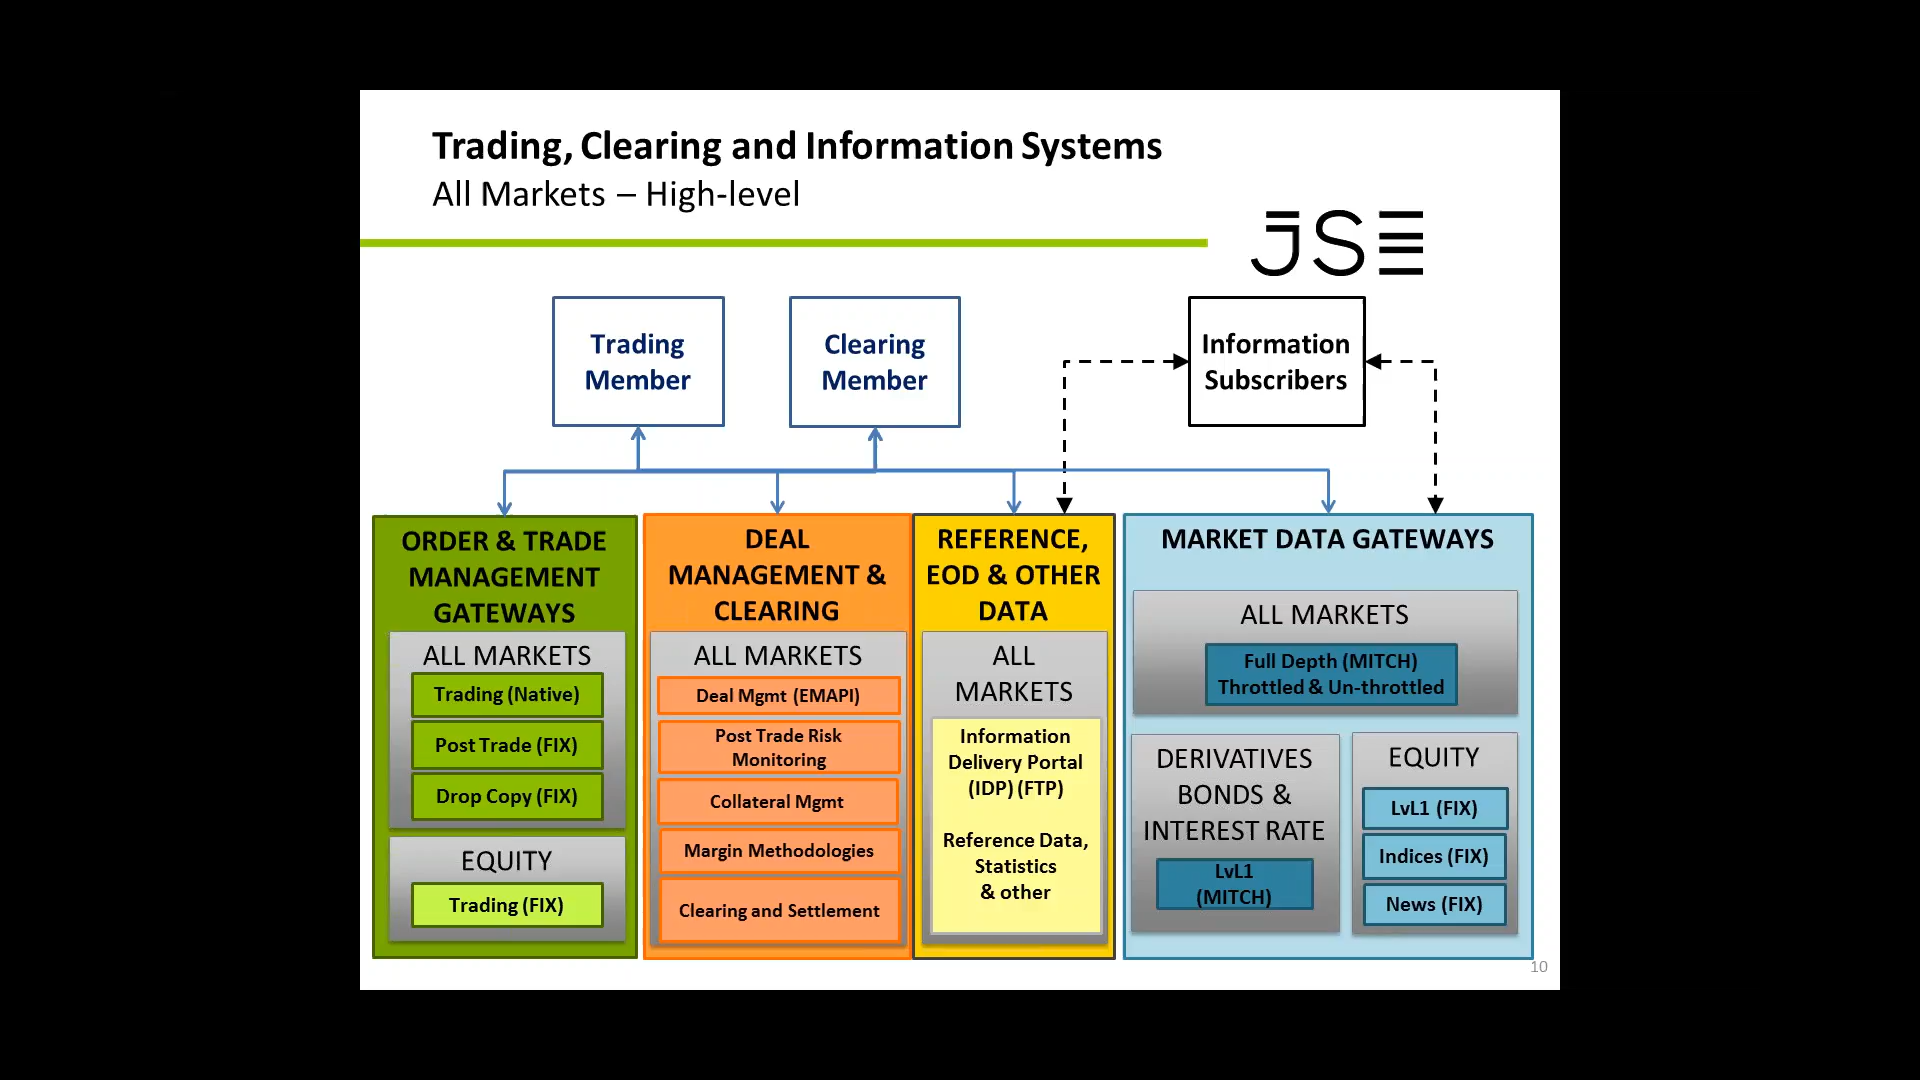 Trading, Clearing and Information Systems
All Markets – High-level
JSE
Trading
Member
Clearing
Member
Information
Subscribers
ORDER & TRADE
MANAGEMENT
GATEWAYS
ALL MARKETS
Trading (Native)
Post Trade (FIX)
Drop Copy (FIX)
EQUITY
Trading (FIX)
DEAL
MANAGEMENT &
CLEARING
ALL MARKETS
Deal Mgmt (EMAPI)
Post Trade Risk
Monitoring
Collateral Mgmt
Margin Methodologies
Clearing and Settlement
REFERENCE,
EOD & OTHER
DATA
ALL
MARKETS
Information
Delivery Portal
(IDP) (FTP)
Reference Data,
Statistics
& other
MARKET DATA GATEWAYS
ALL MARKETS
Full Depth (MITCH)
Throttled & Un-throttled
DERIVATIVES
BONDS &
INTEREST RATE
LvL1
(MITCH)
EQUITY
LvL1 (FIX)
Indices (FIX)
News (FIX)
10